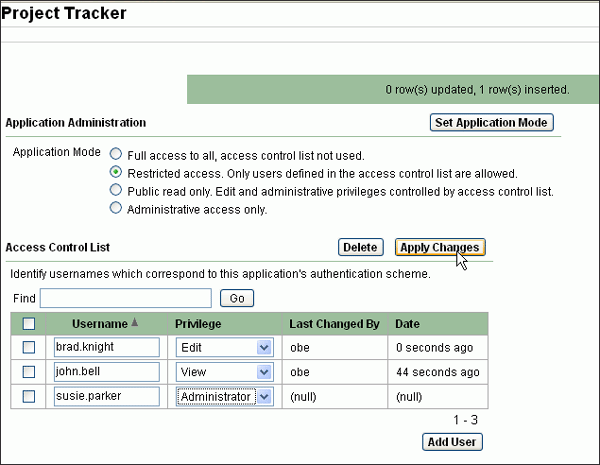 Project Tracker
0 row(s) updated, 1 row(s) inserted.
Application Administration
Set Application Mode
Application Mode
Full access to all, access control list not used.
Restricted access. Only users defined in the access control list are allowed.
Public read only. Edit and administrative privileges controlled by access control list.
Administrative access only.
Access Control List
Delete
Apply Changes
Identify usernames which correspond to this application's authentication scheme.
Find
Go
Username Privilege Last Changed By Date
brad.knight Edit obe 0 seconds ago
john.bell View obe 44 seconds ago
susie.parker Administrator (null) (null)
1 - 3
Add User